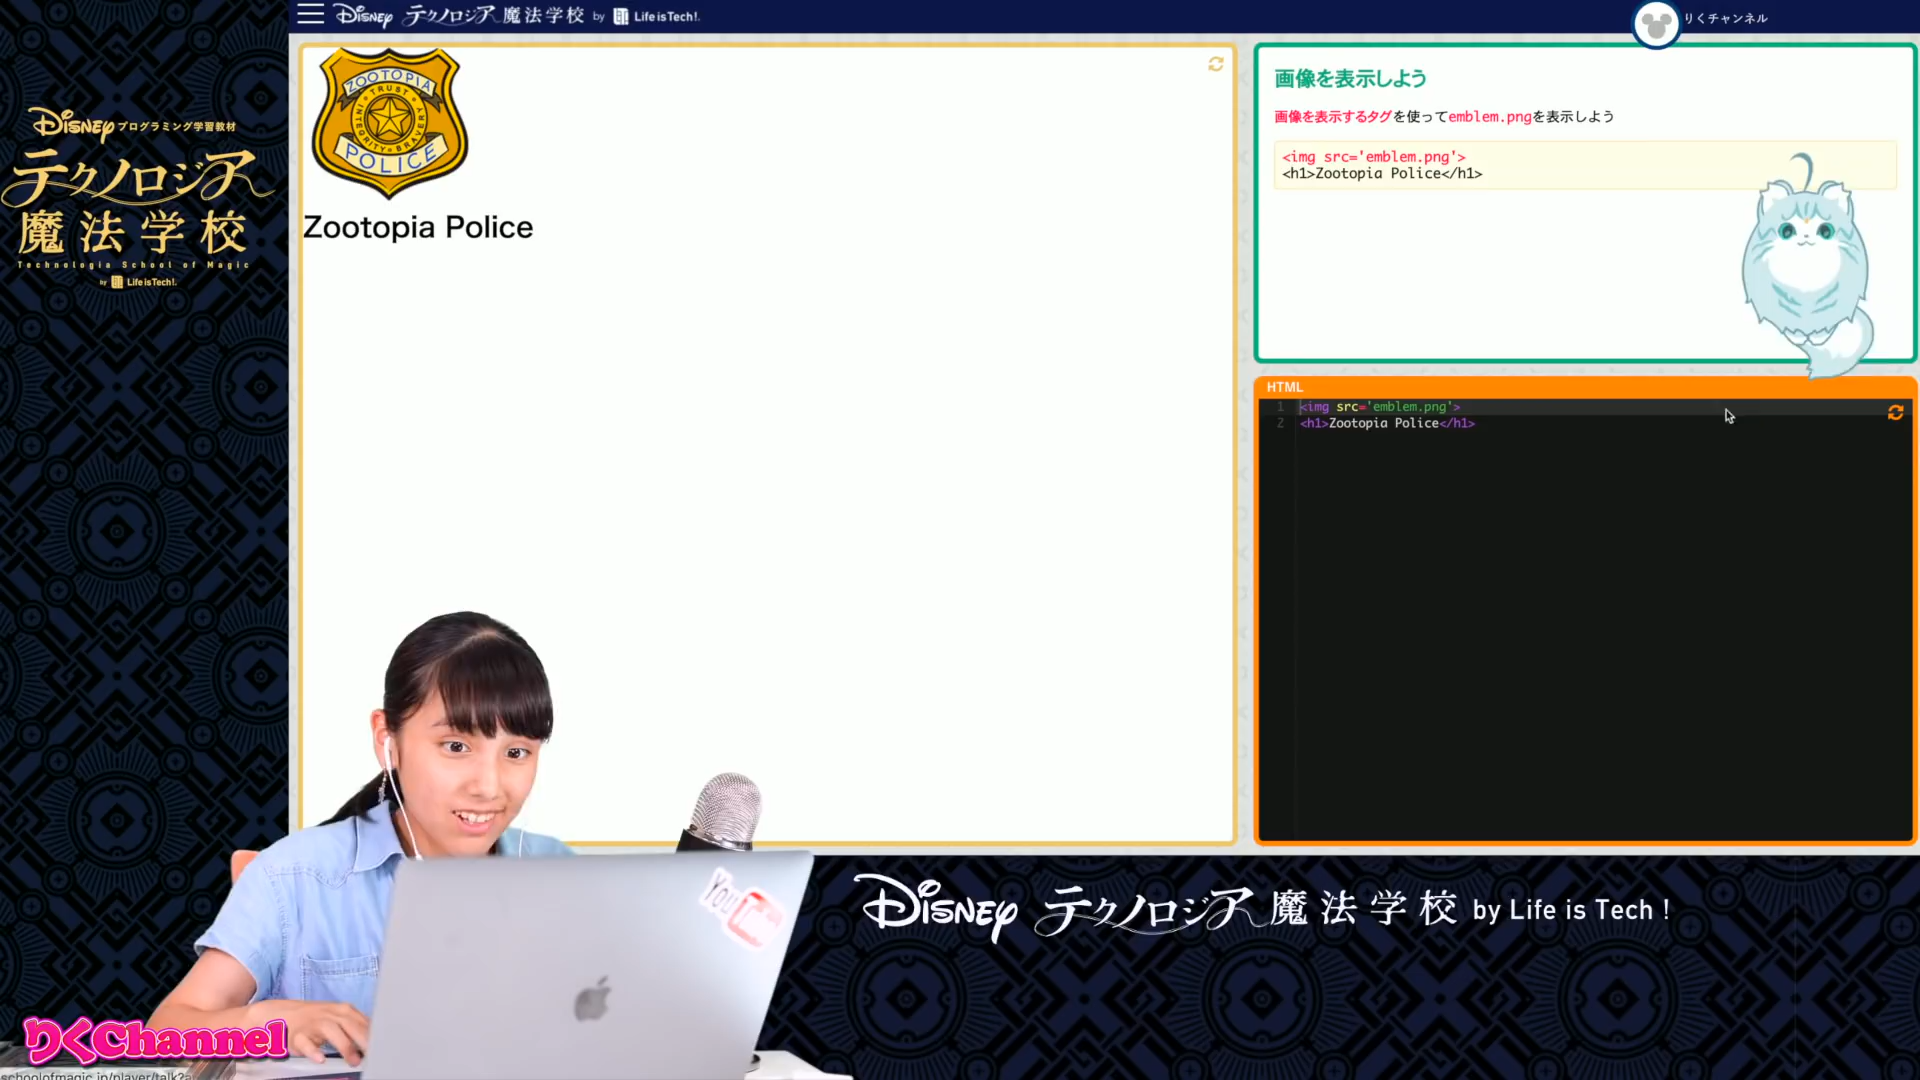 Disney プログラミング学習教材
テクノロジア
魔法学校
Technologia School of Magic
by Life is Tech!.
Disney テクノロジア 魔法学校 by Life is Tech!.
りくチャンネル
ZOOTOPIA
TRUST
INTEGRITY
BRAVERY
POLICE
Zootopia Police
画像を表示しよう
画像を表示するタグを使ってemblem.pngを表示しよう
<img src='emblem.png'>
<h1>Zootopia Police</h1>
HTML
1 <img src='emblem.png'>
2 <h1>Zootopia Police</h1>
YouTube
Disney テクノロジア 魔法学校 by Life is Tech !
りくChannel
schoolofmagic.jp/player/talk?a